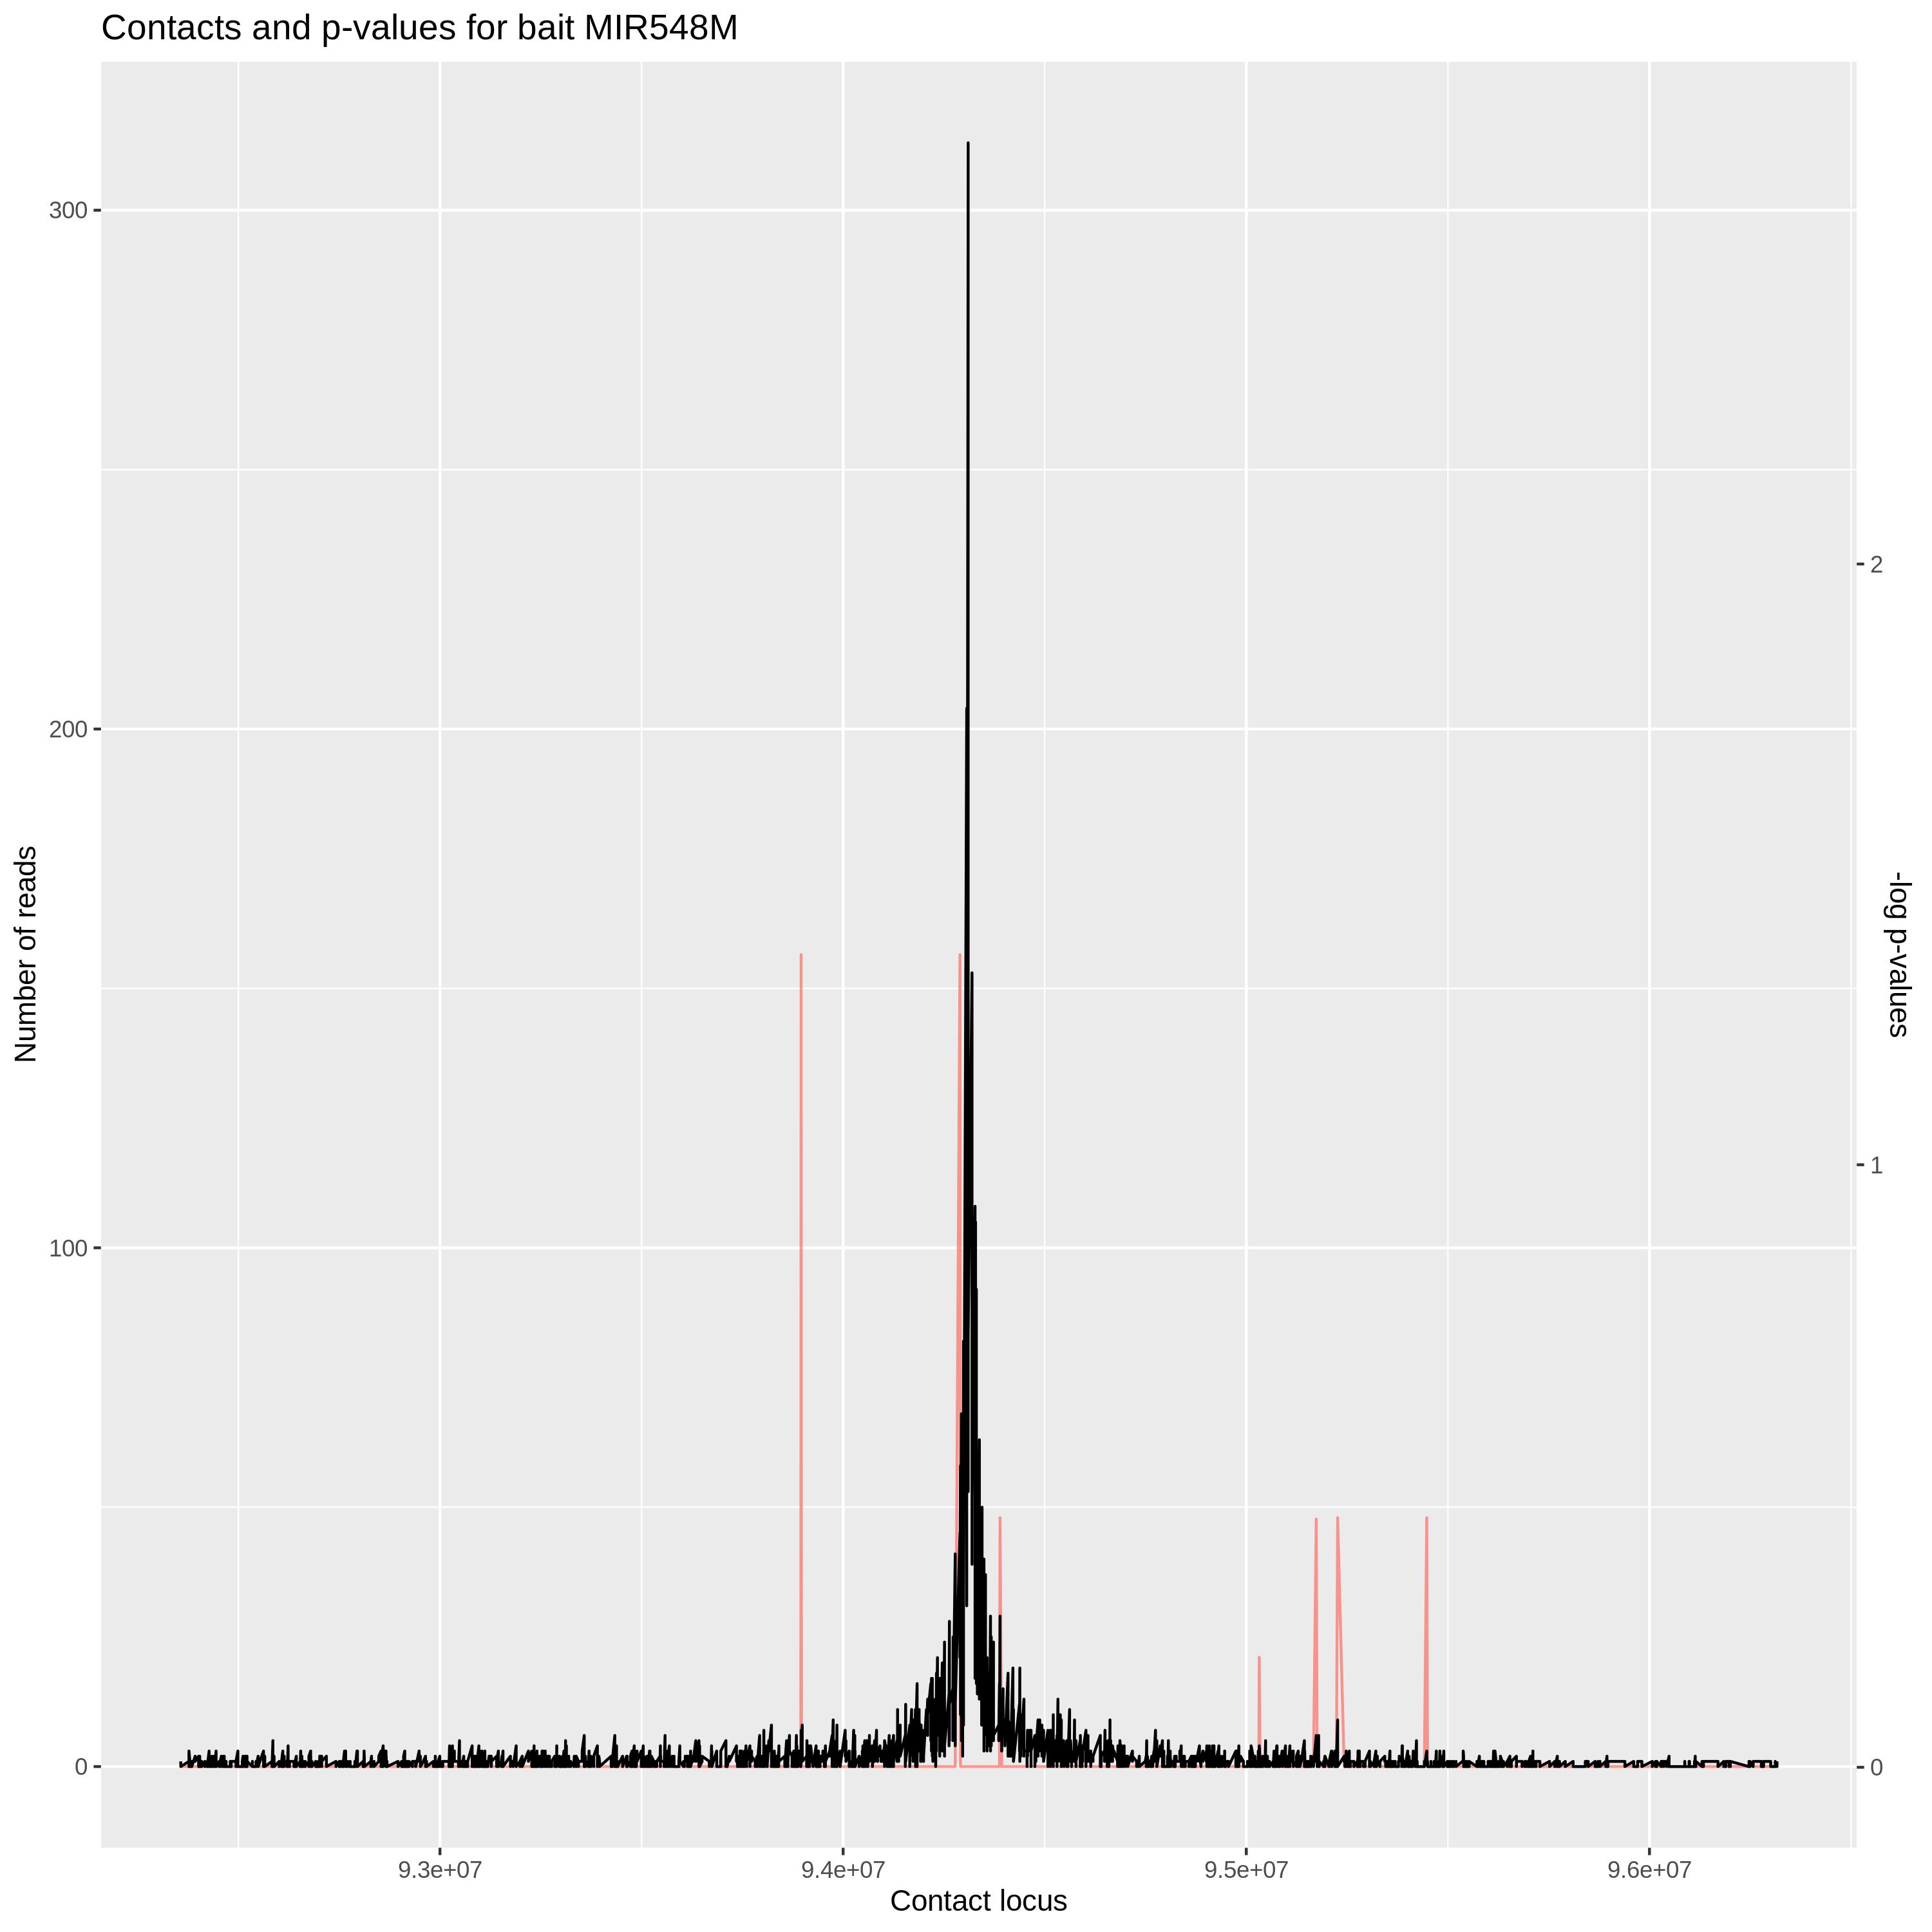 Contacts and p-values for bait MIR548M
300
200
100
0
2
1
0
Number of reads
-log p-values
9.3e+07 9.4e+07 9.5e+07 9.6e+07
Contact locus